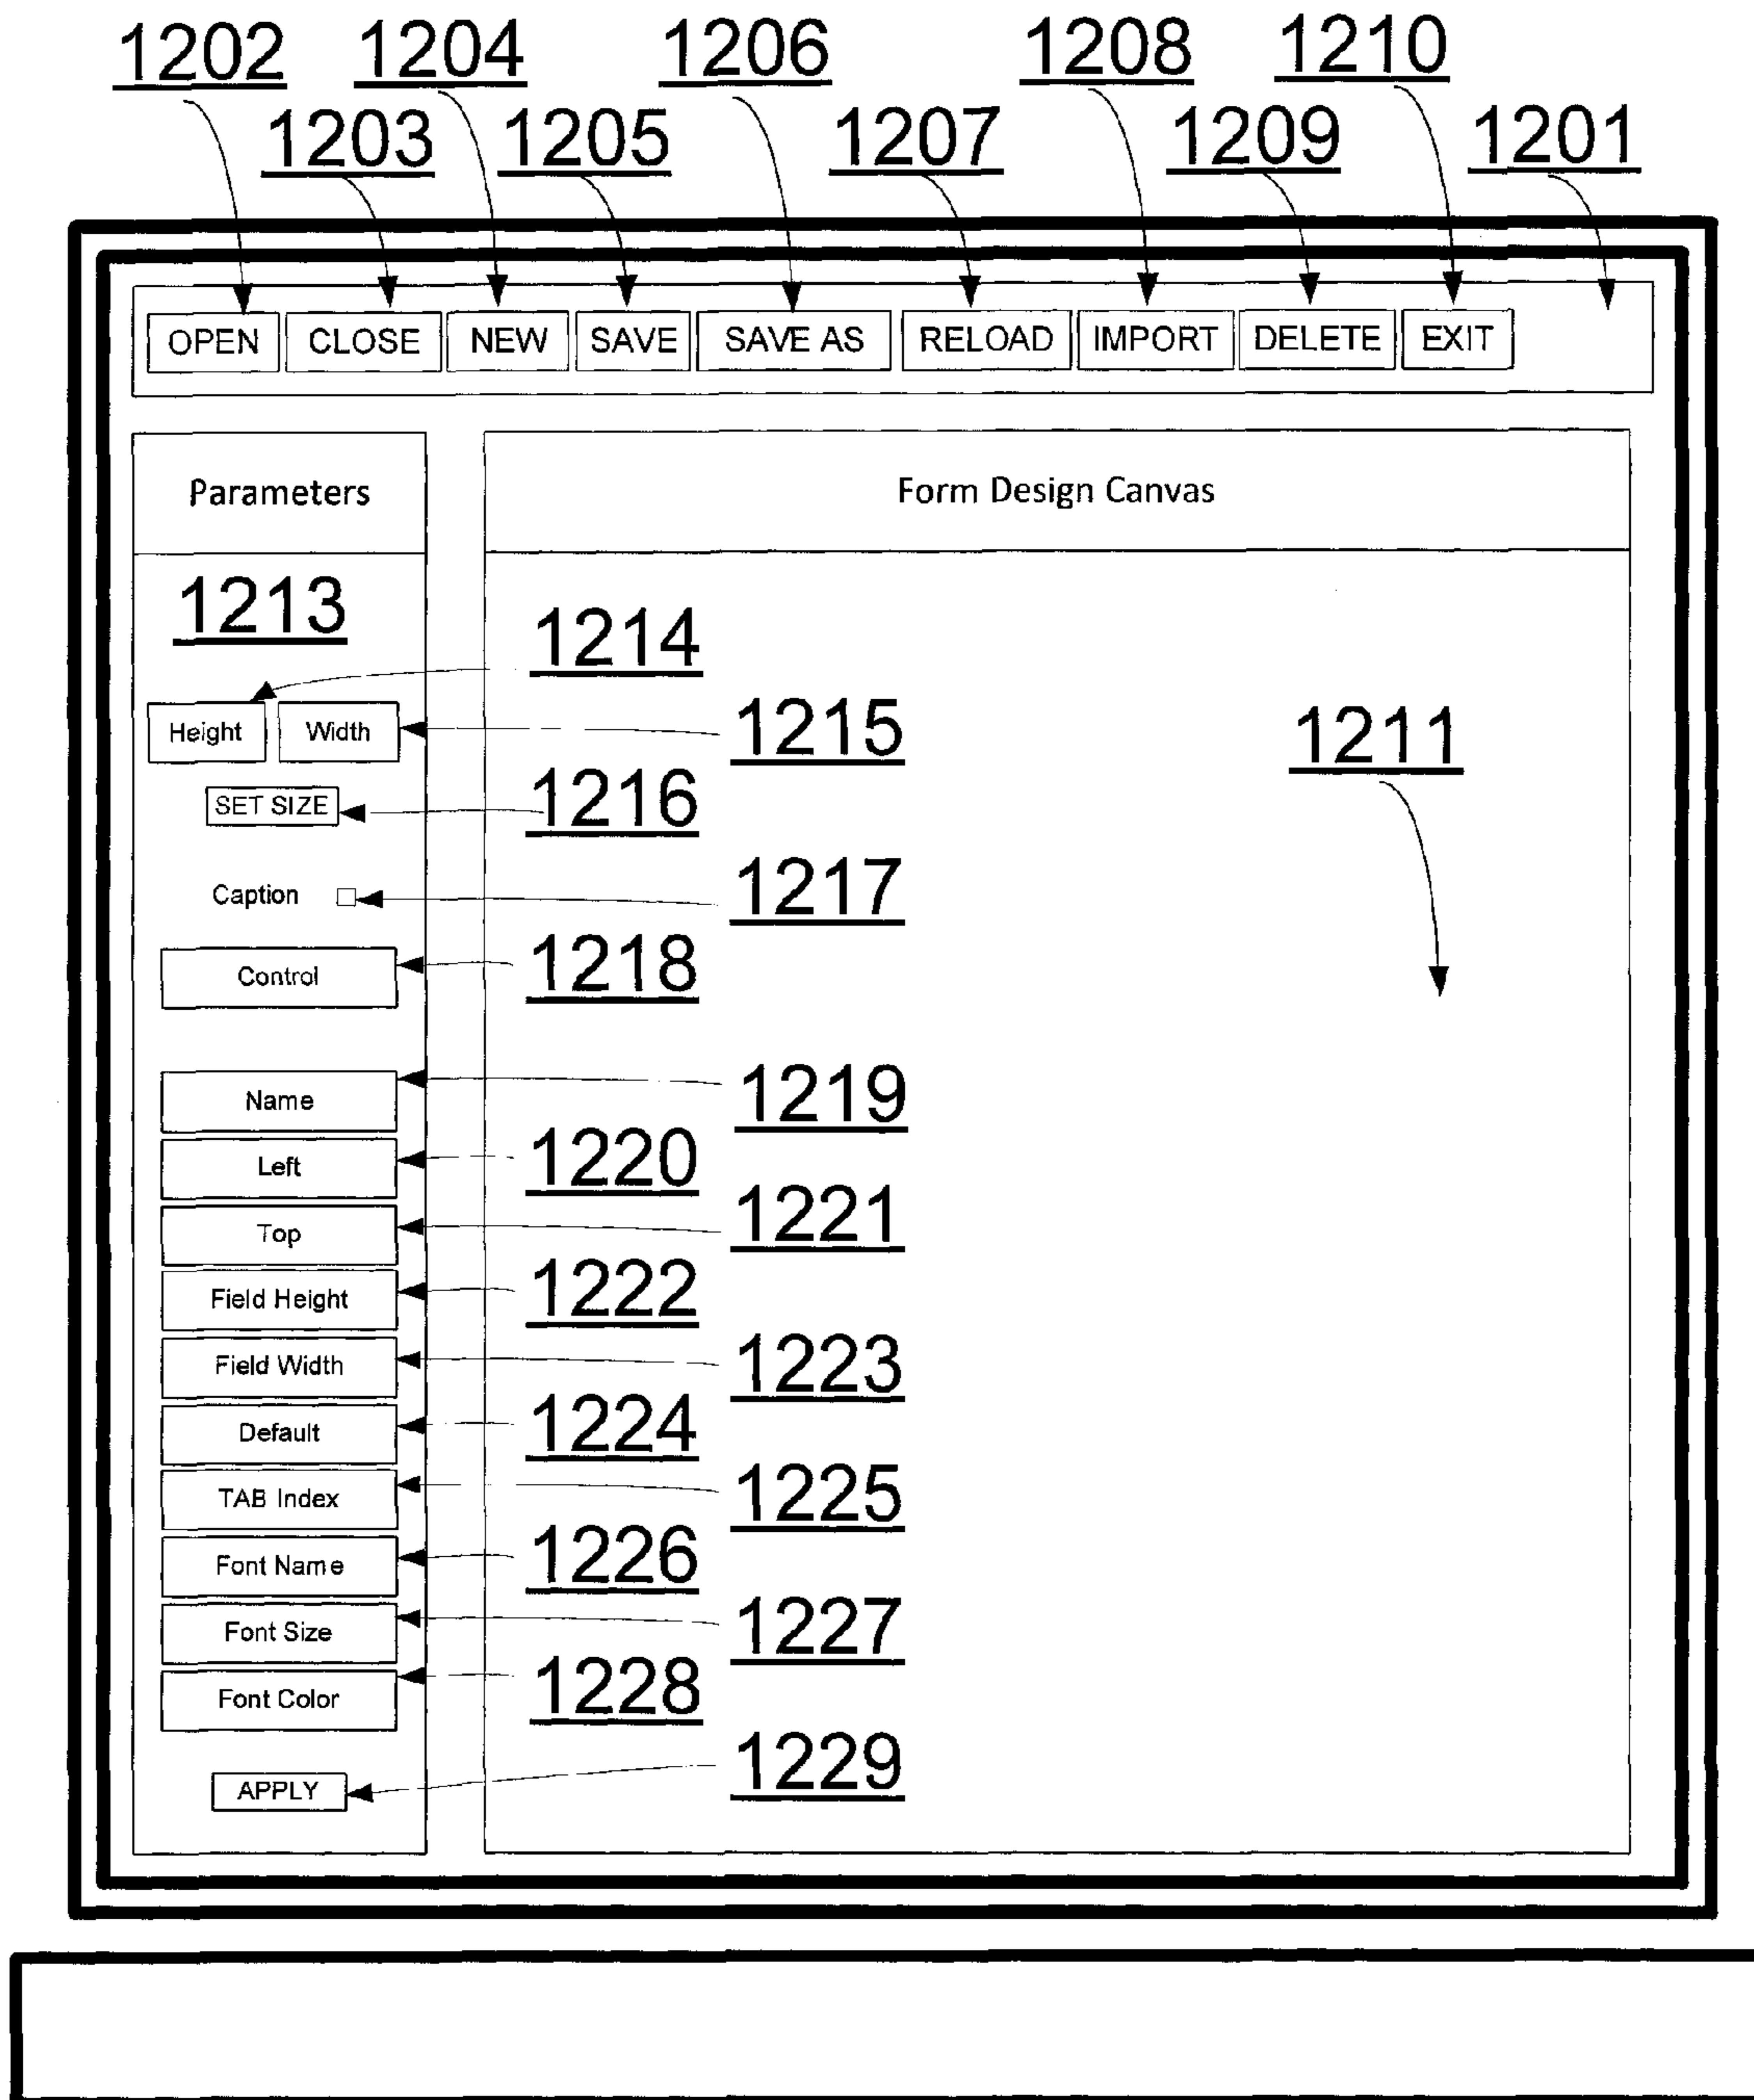 1202 1204 1206 1208 1210
1203 1205 1207 1209 1201
OPEN CLOSE NEW SAVE SAVE AS RELOAD IMPORT DELETE EXIT
Parameters Form Design Canvas
1213
1214
Height Width 1215 1211
SET SIZE 1216
Caption 1217
Control 1218
Name 1219
Left 1220
Top 1221
Field Height 1222
Field Width 1223
Default 1224
TAB Index 1225
Font Name 1226
Font Size 1227
Font Color 1228
APPLY 1229